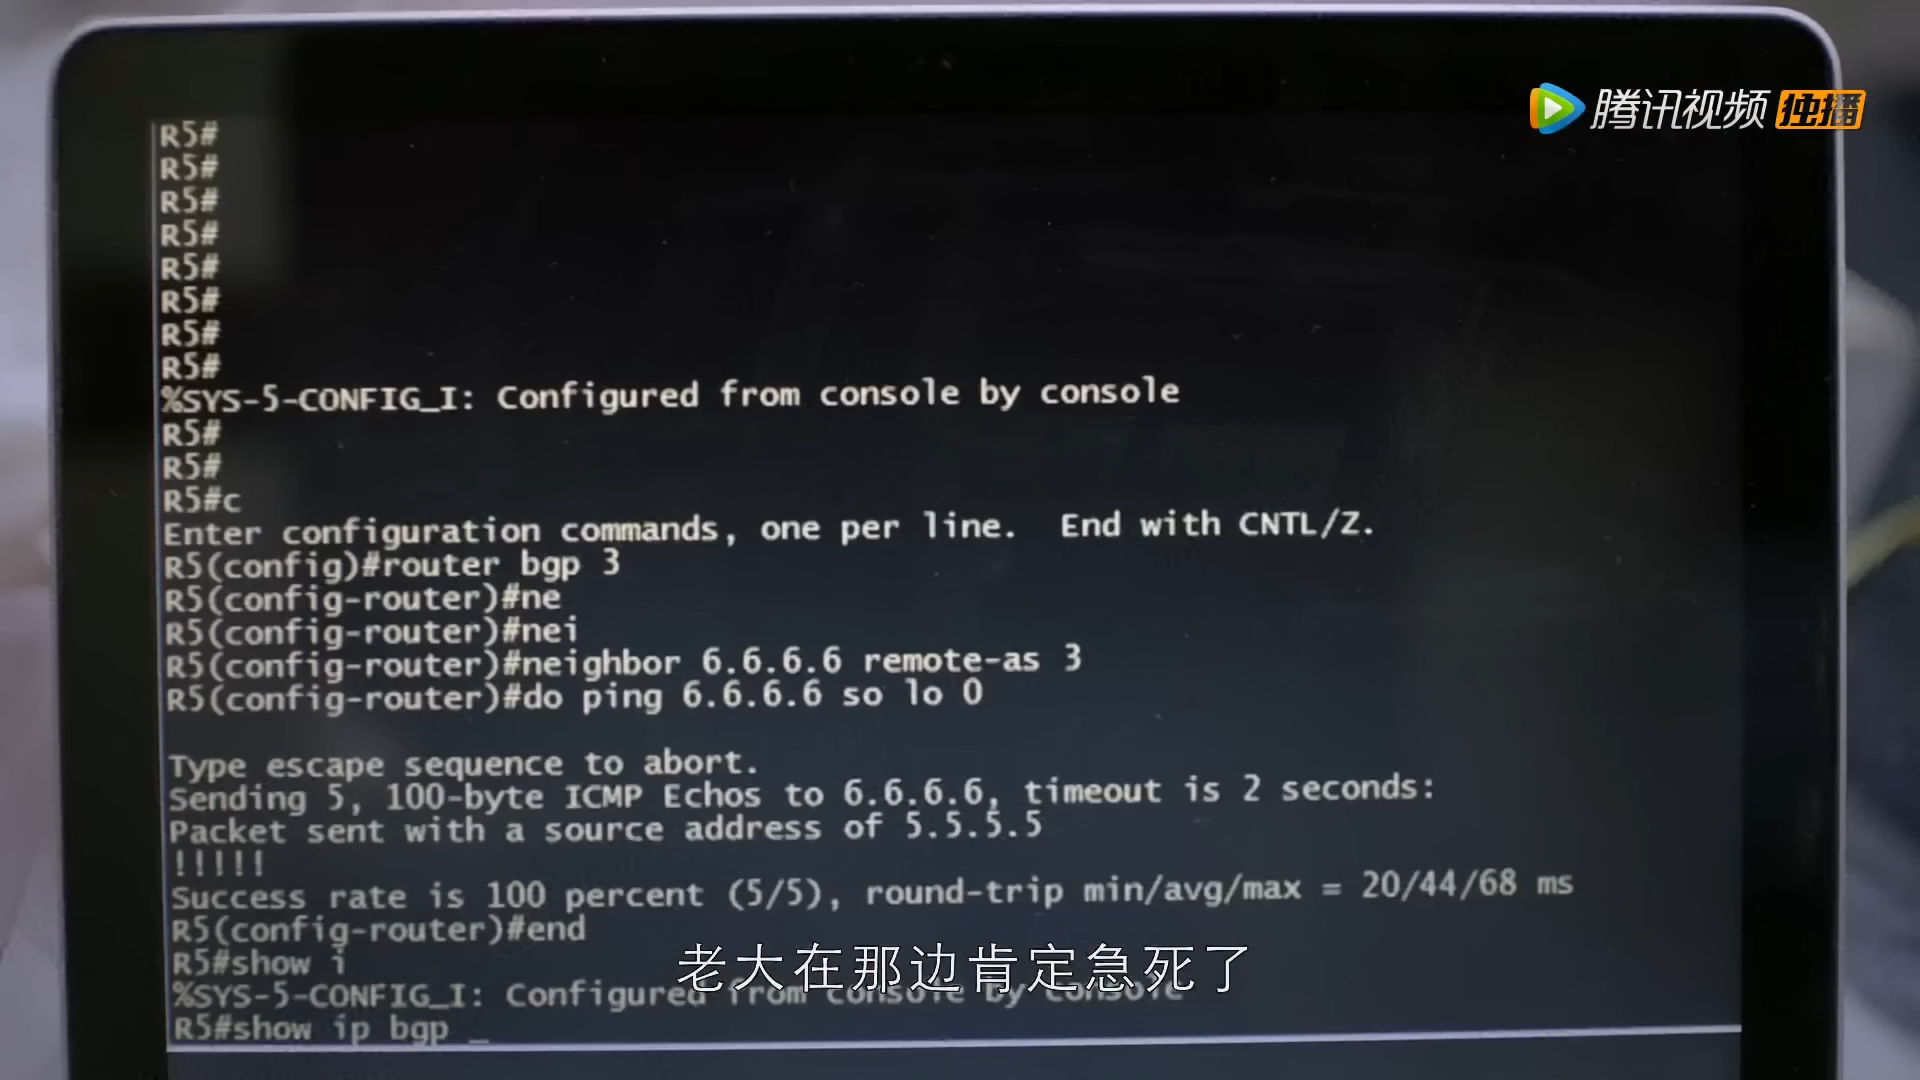 腾讯视频 独播
R5#
R5#
R5#
R5#
R5#
R5#
R5#
R5#
%SYS-5-CONFIG_I: Configured from console by console
R5#
R5#
R5#c
Enter configuration commands, one per line.  End with CNTL/Z.
R5(config)#router bgp 3
R5(config-router)#ne
R5(config-router)#nei
R5(config-router)#neighbor 6.6.6.6 remote-as 3
R5(config-router)#do ping 6.6.6.6 so lo 0
Type escape sequence to abort.
Sending 5, 100-byte ICMP Echos to 6.6.6.6, timeout is 2 seconds:
Packet sent with a source address of 5.5.5.5
!!!!!
Success rate is 100 percent (5/5), round-trip min/avg/max = 20/44/68 ms
R5(config-router)#end
R5#show i
%SYS-5-CONFIG_I: Configured from console by console
R5#show ip bgp _
老大在那边肯定急死了